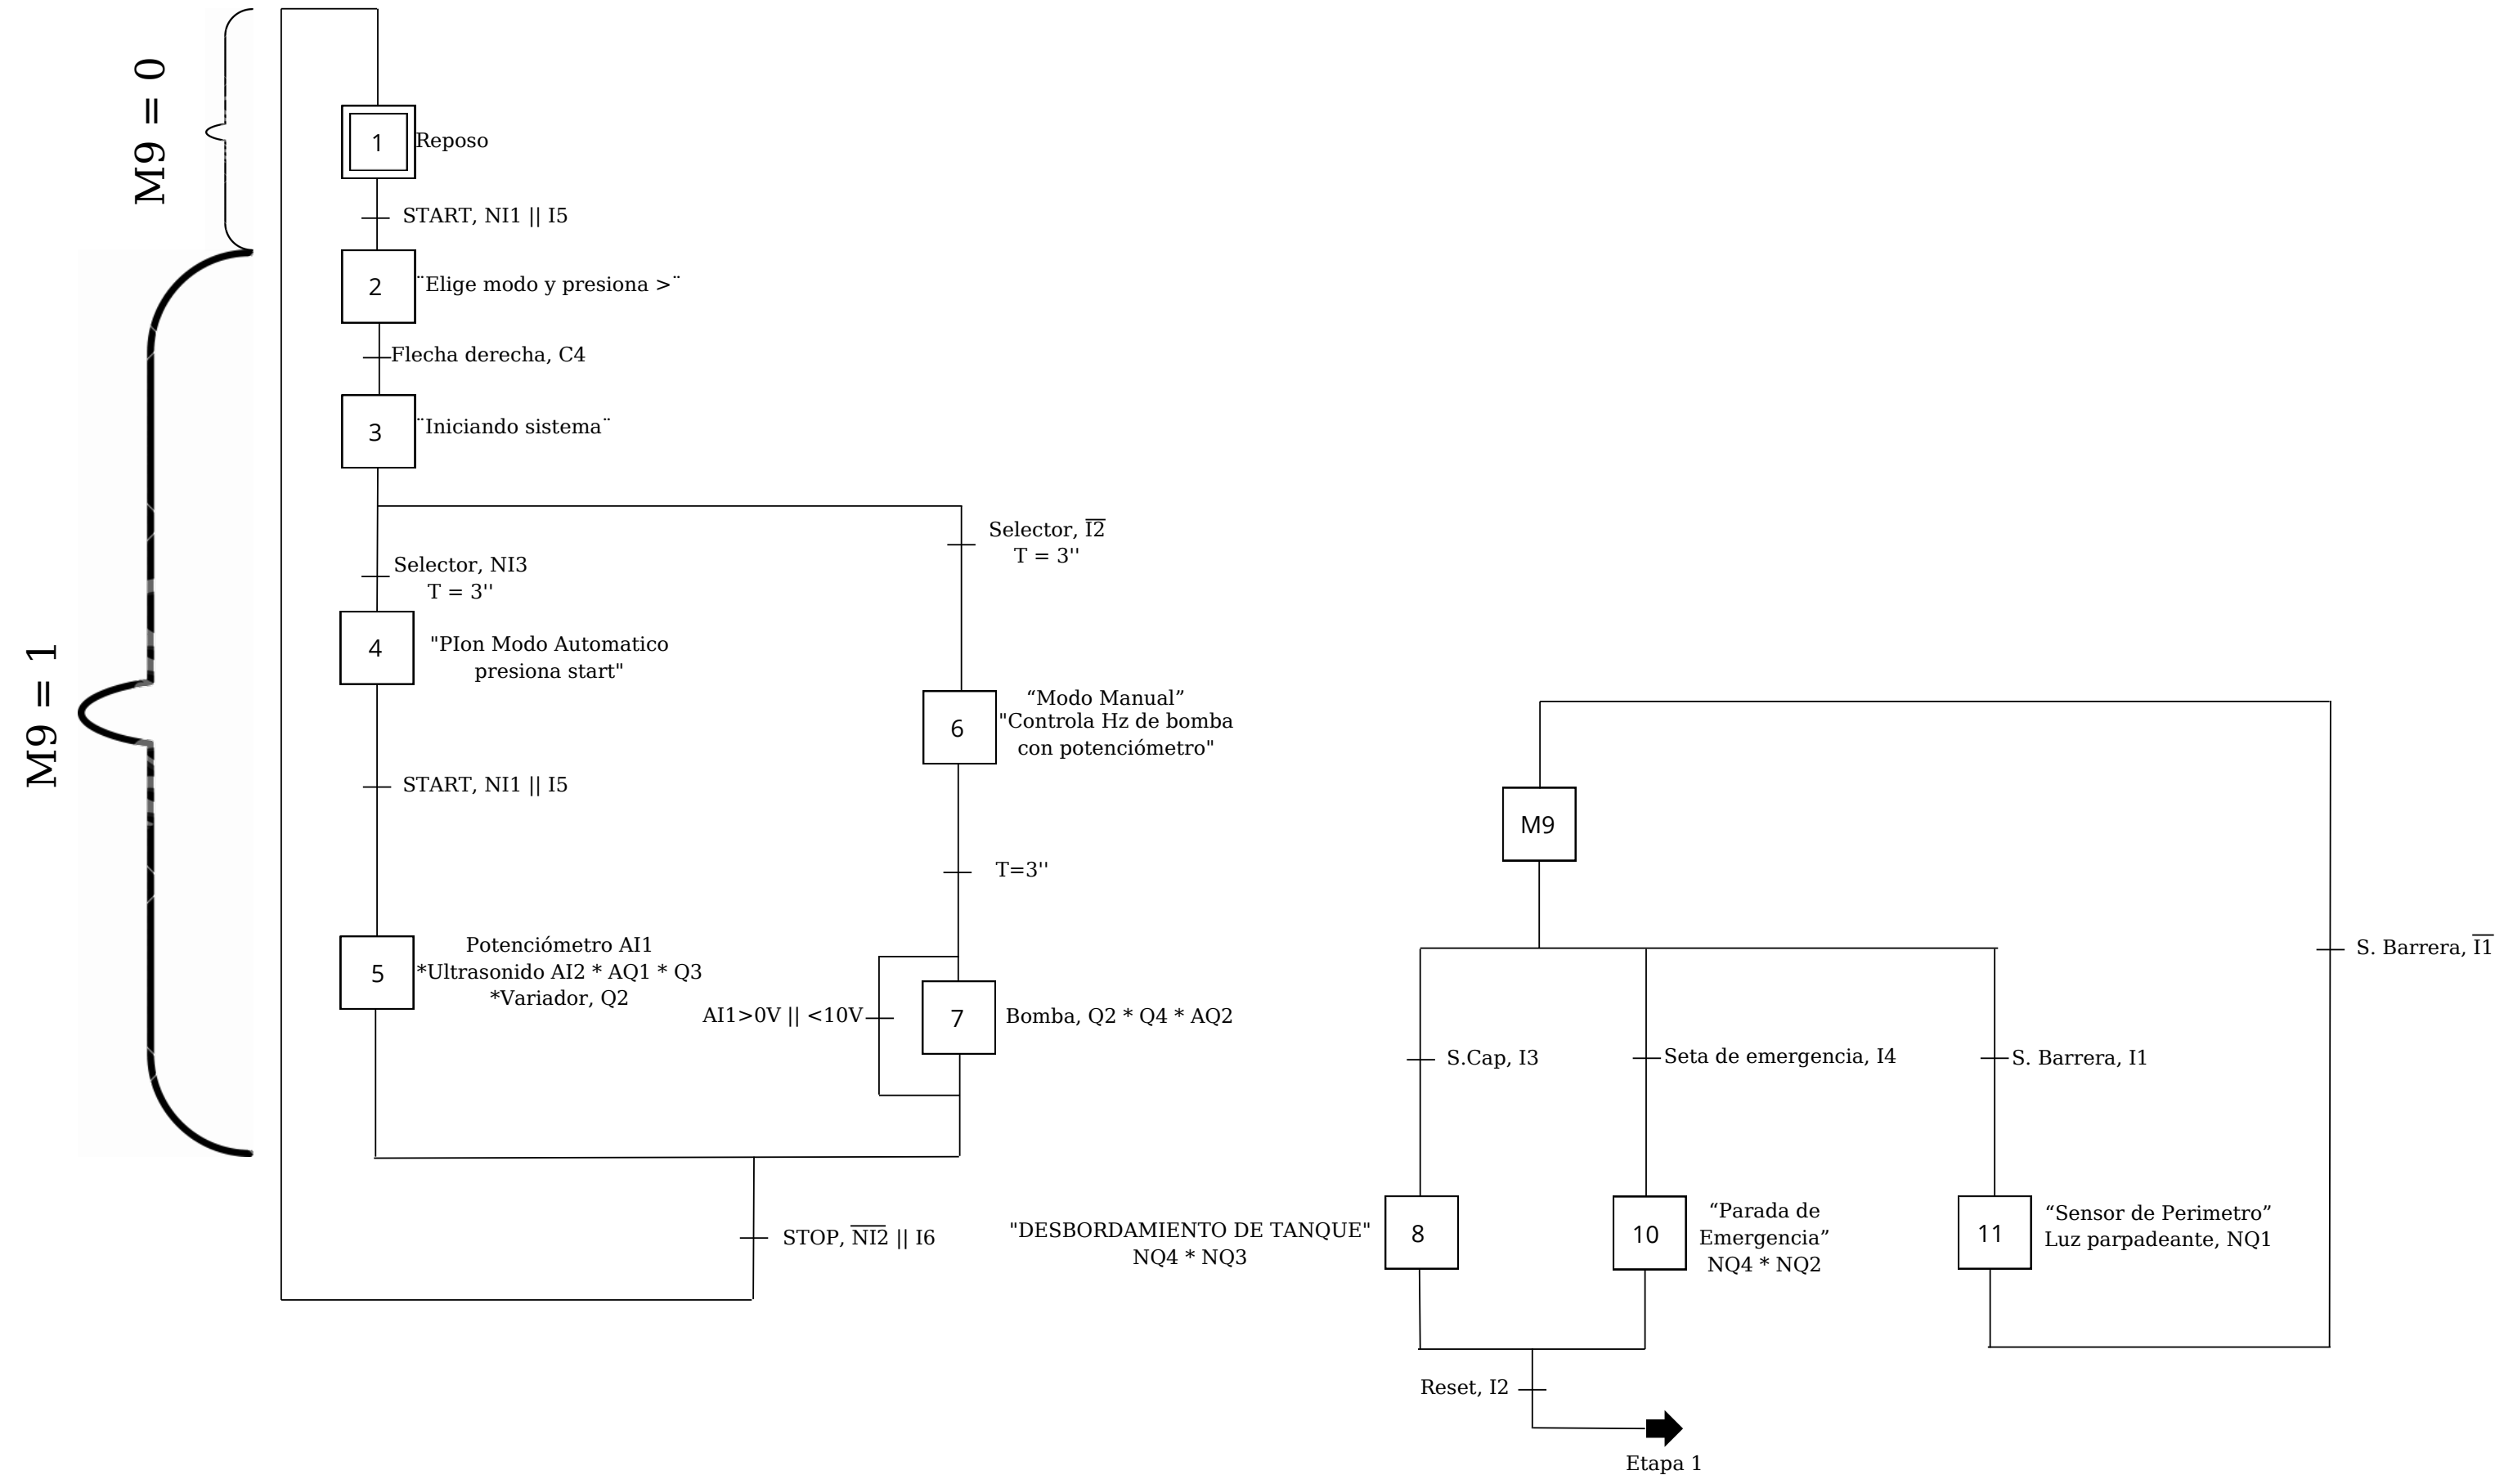 M9 = 0
1
Reposo
START, NI1 || I5
2
¨Elige modo y presiona >¨
Flecha derecha, C4
3
¨Iniciando sistema¨
Selector, I̅2̅
T = 3''
Selector, NI3
T = 3''
M9 = 1
4
"PIon Modo Automatico
presiona start"
START, NI1 || I5
6
“Modo Manual”
"Controla Hz de bomba
con potenciómetro"
T=3''
5
Potenciómetro AI1
*Ultrasonido AI2 * AQ1 * Q3
*Variador, Q2
AI1>0V || <10V
7
Bomba, Q2 * Q4 * AQ2
STOP, N̅I̅2̅ || I6
M9
S. Barrera, I̅1̅
S.Cap, I3
Seta de emergencia, I4
S. Barrera, I1
"DESBORDAMIENTO DE TANQUE"
NQ4 * NQ3
8
10
“Parada de
Emergencia”
NQ4 * NQ2
11
“Sensor de Perimetro”
Luz parpadeante, NQ1
Reset, I2
Etapa 1